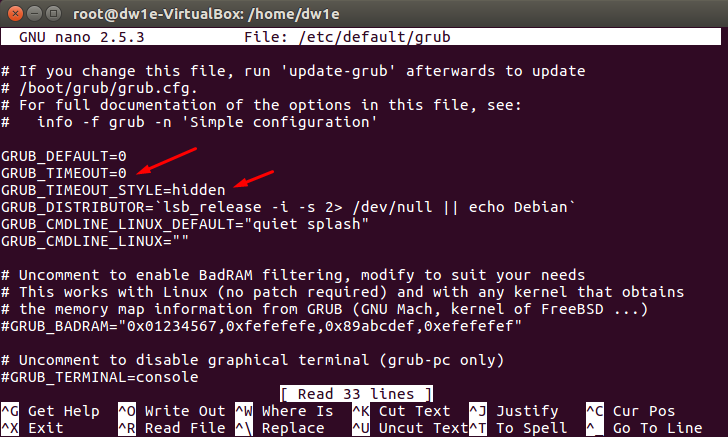 root@dw1e-VirtualBox: /home/dw1e
GNU nano 2.5.3 File: /etc/default/grub
# If you change this file, run 'update-grub' afterwards to update
# /boot/grub/grub.cfg.
# For full documentation of the options in this file, see:
#   info -f grub -n 'Simple configuration'
GRUB_DEFAULT=0
GRUB_TIMEOUT=0
GRUB_TIMEOUT_STYLE=hidden
GRUB_DISTRIBUTOR=`lsb_release -i -s 2> /dev/null || echo Debian`
GRUB_CMDLINE_LINUX_DEFAULT="quiet splash"
GRUB_CMDLINE_LINUX=""
# Uncomment to enable BadRAM filtering, modify to suit your needs
# This works with Linux (no patch required) and with any kernel that obtains
# the memory map information from GRUB (GNU Mach, kernel of FreeBSD ...)
#GRUB_BADRAM="0x01234567,0xfefefefe,0x89abcdef,0xefefefef"
# Uncomment to disable graphical terminal (grub-pc only)
#GRUB_TERMINAL=console
[ Read 33 lines ]
^G Get Help ^O Write Out ^W Where Is ^K Cut Text ^J Justify ^C Cur Pos
^X Exit ^R Read File ^\ Replace ^U Uncut Text ^T To Spell ^_ Go To Line